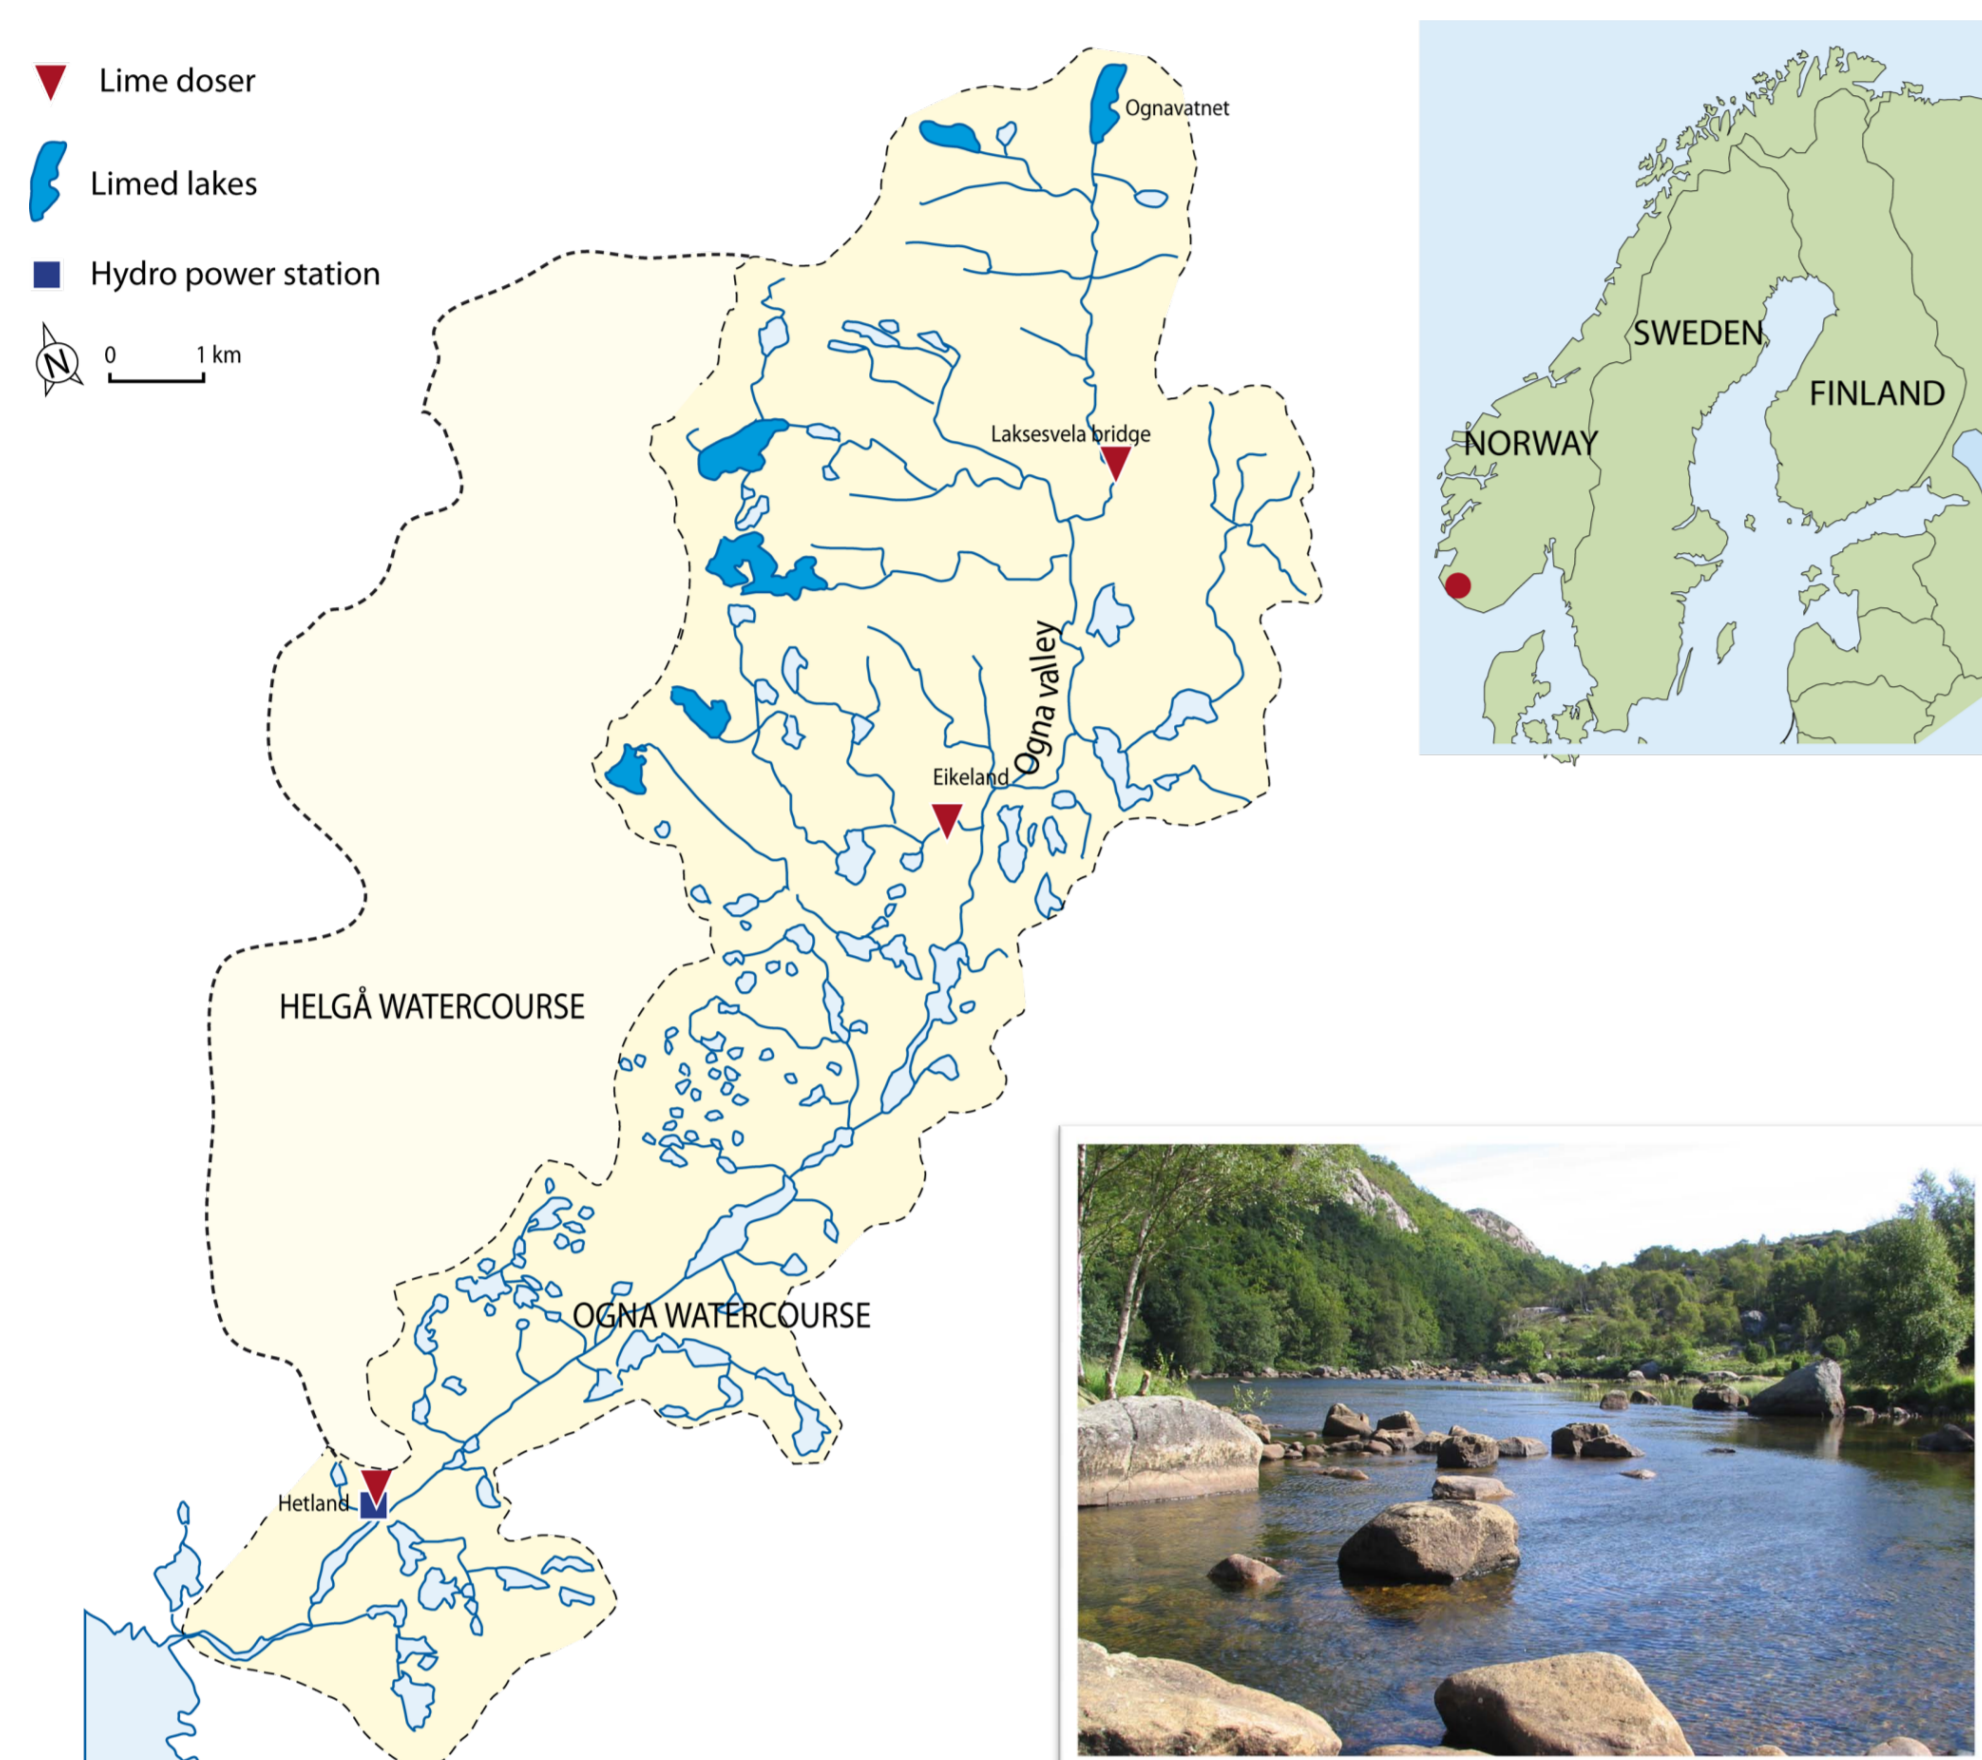 Lime doser
Limed lakes
Hydro power station
N
0 1 km
Ognavatnet
Laksesvela bridge
Ogna valley
Eikeland
HELGÅ WATERCOURSE
OGNA WATERCOURSE
Hetland
SWEDEN
FINLAND
NORWAY